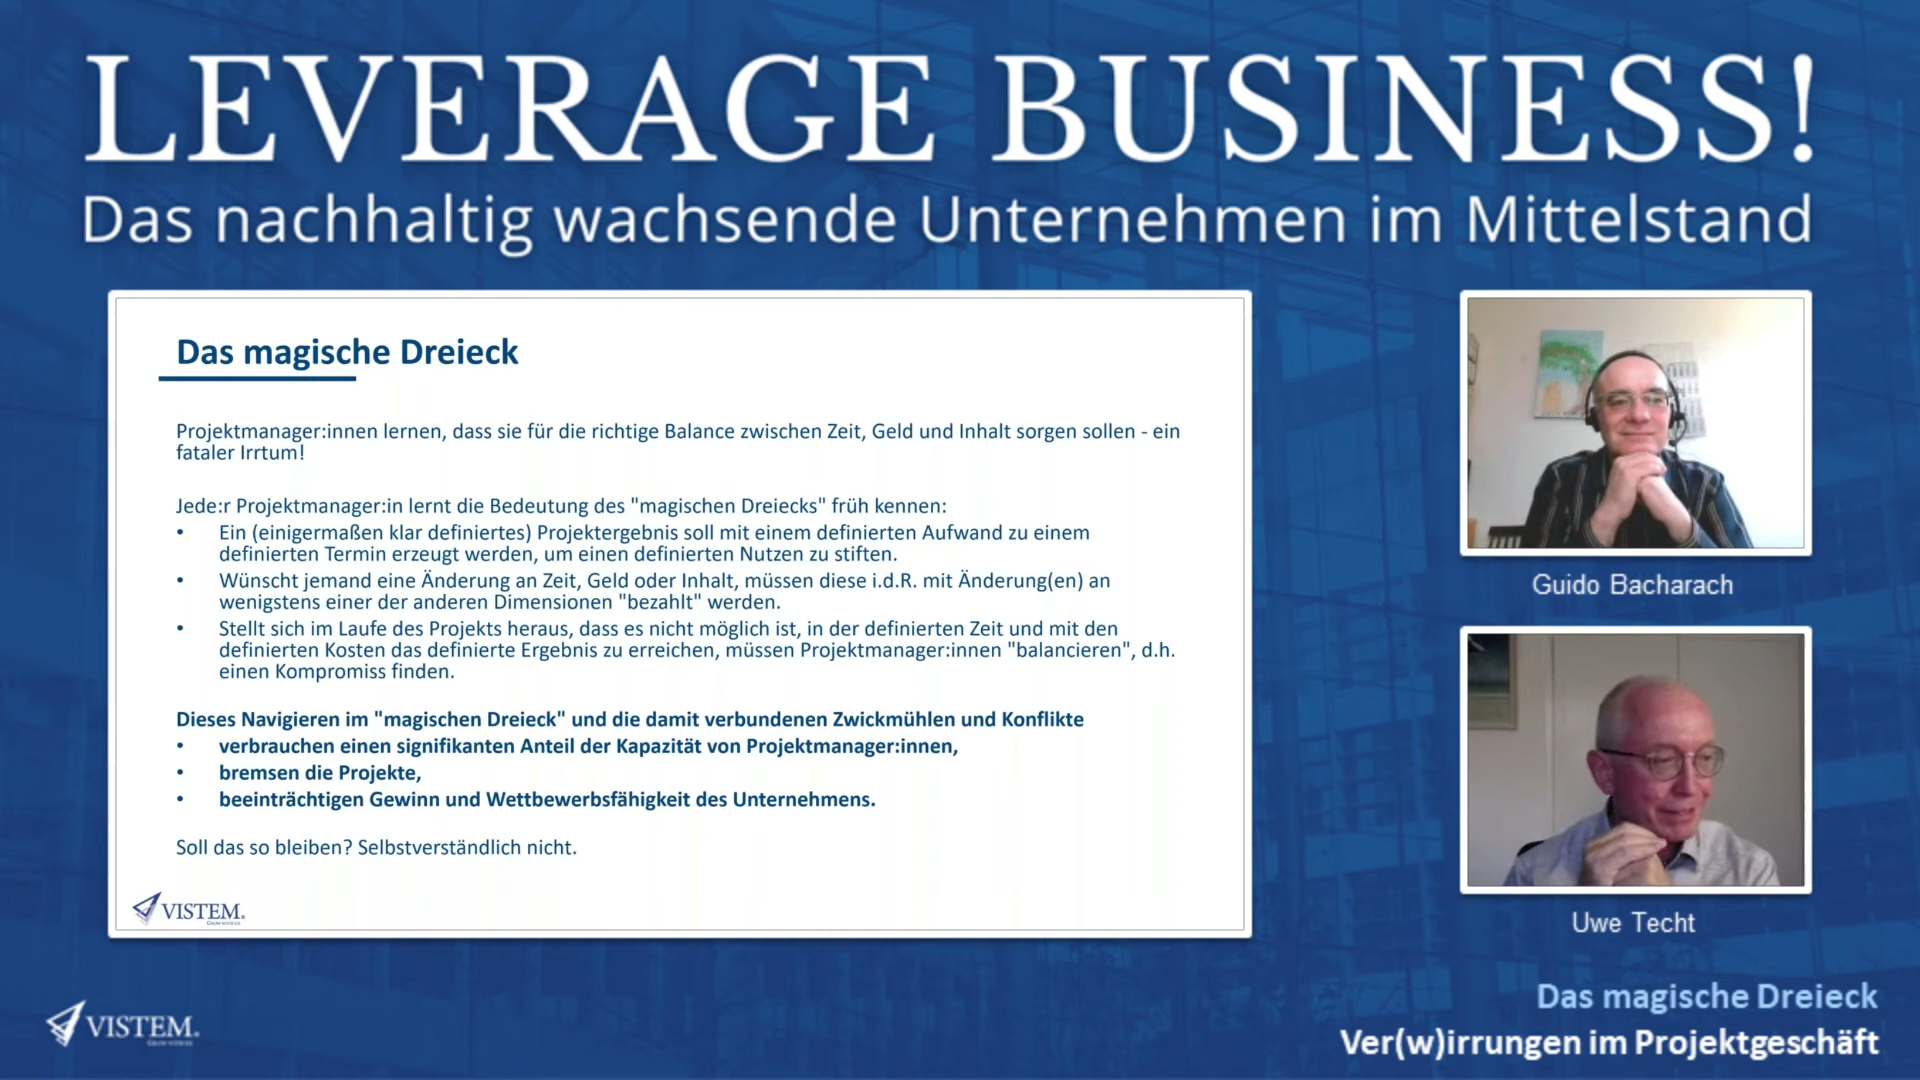 LEVERAGE BUSINESS!
Das nachhaltig wachsende Unternehmen im Mittelstand
Das magische Dreieck
Projektmanager:innen lernen, dass sie für die richtige Balance zwischen Zeit, Geld und Inhalt sorgen sollen - ein
fataler Irrtum!
Jede:r Projektmanager:in lernt die Bedeutung des "magischen Dreiecks" früh kennen:
• Ein (einigermaßen klar definiertes) Projektergebnis soll mit einem definierten Aufwand zu einem
definierten Termin erzeugt werden, um einen definierten Nutzen zu stiften.
• Wünscht jemand eine Änderung an Zeit, Geld oder Inhalt, müssen diese i.d.R. mit Änderung(en) an
wenigstens einer der anderen Dimensionen "bezahlt" werden.
• Stellt sich im Laufe des Projekts heraus, dass es nicht möglich ist, in der definierten Zeit und mit den
definierten Kosten das definierte Ergebnis zu erreichen, müssen Projektmanager:innen "balancieren", d.h.
einen Kompromiss finden.
Dieses Navigieren im "magischen Dreieck" und die damit verbundenen Zwickmühlen und Konflikte
• verbrauchen einen signifikanten Anteil der Kapazität von Projektmanager:innen,
• bremsen die Projekte,
• beeinträchtigen Gewinn und Wettbewerbsfähigkeit des Unternehmens.
Soll das so bleiben? Selbstverständlich nicht.
VISTEM
Guido Bacharach
Uwe Techt
VISTEM
Das magische Dreieck
Ver(w)irrungen im Projektgeschäft